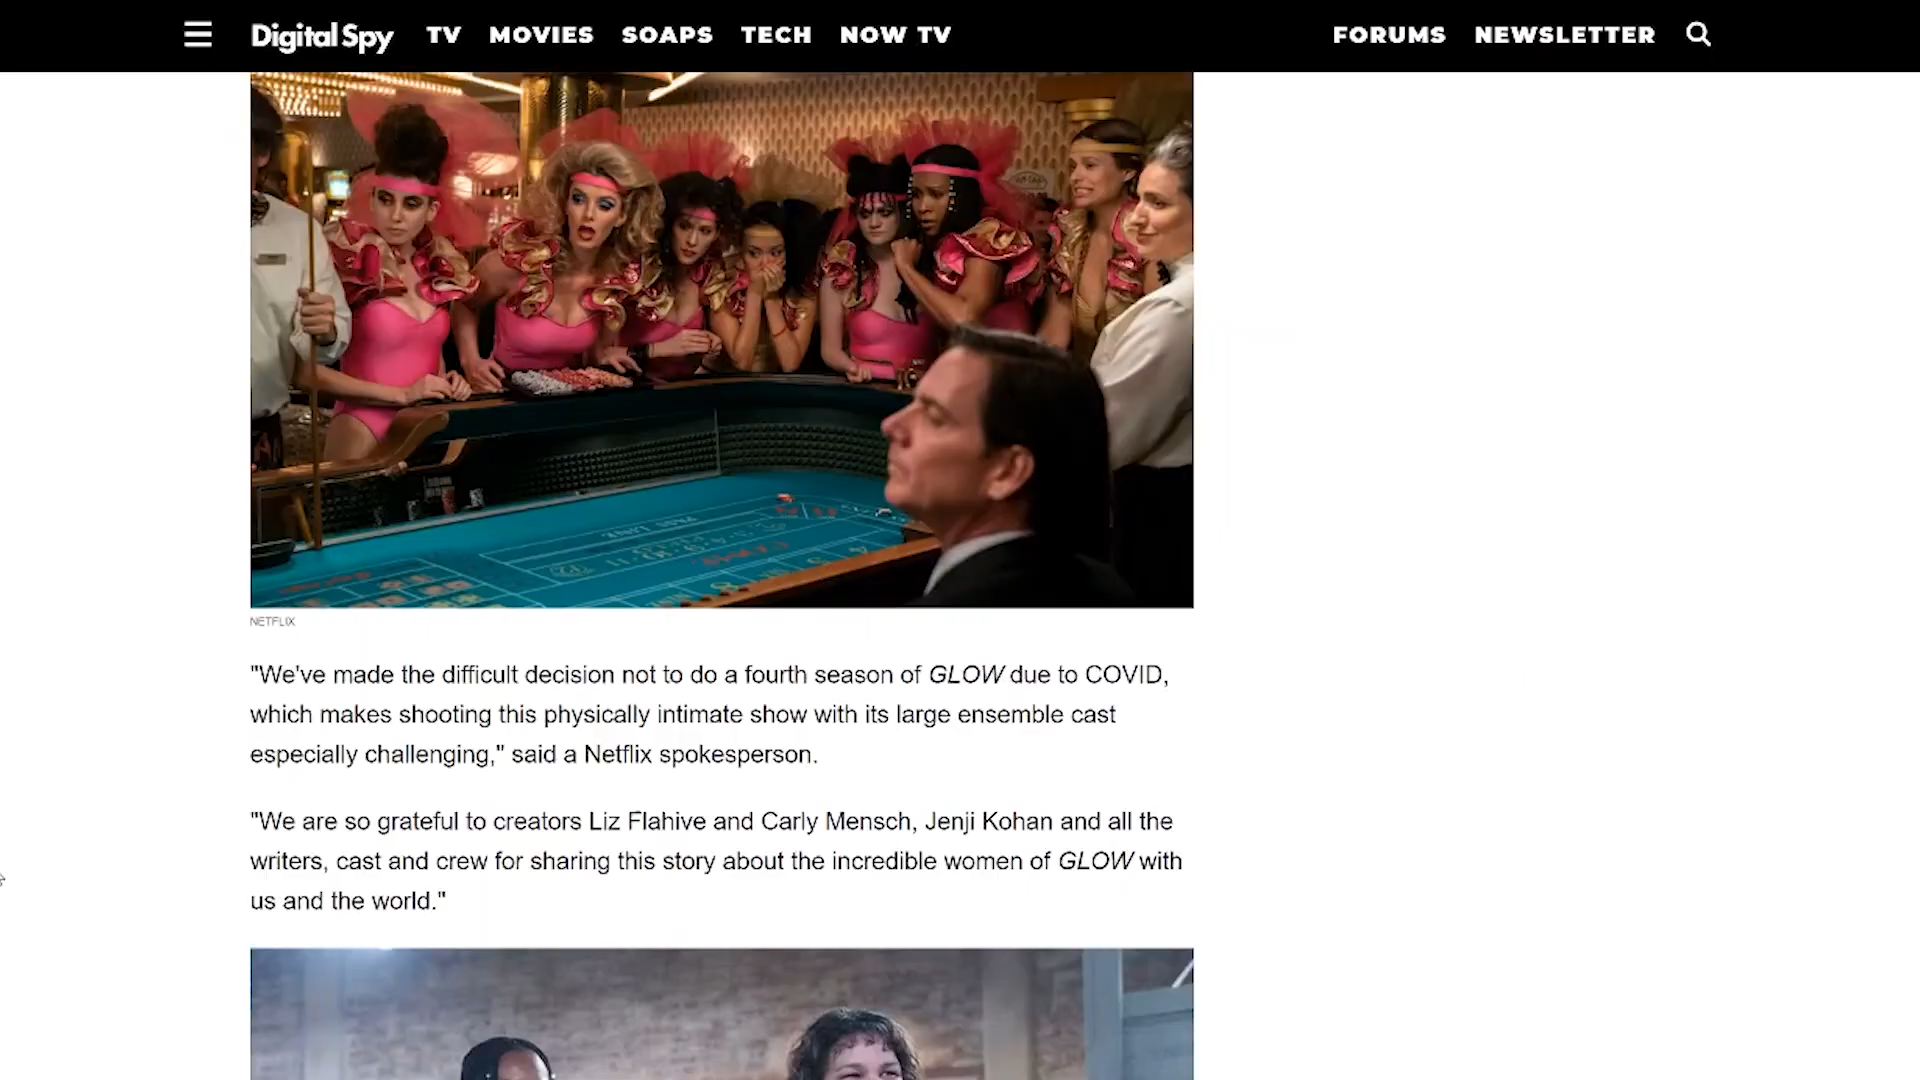 Digital Spy TV MOVIES SOAPS TECH NOW TV FORUMS NEWSLETTER
PASS LINE
NETFLIX
"We've made the difficult decision not to do a fourth season of GLOW due to COVID,
which makes shooting this physically intimate show with its large ensemble cast
especially challenging," said a Netflix spokesperson.
"We are so grateful to creators Liz Flahive and Carly Mensch, Jenji Kohan and all the
writers, cast and crew for sharing this story about the incredible women of GLOW with
us and the world."